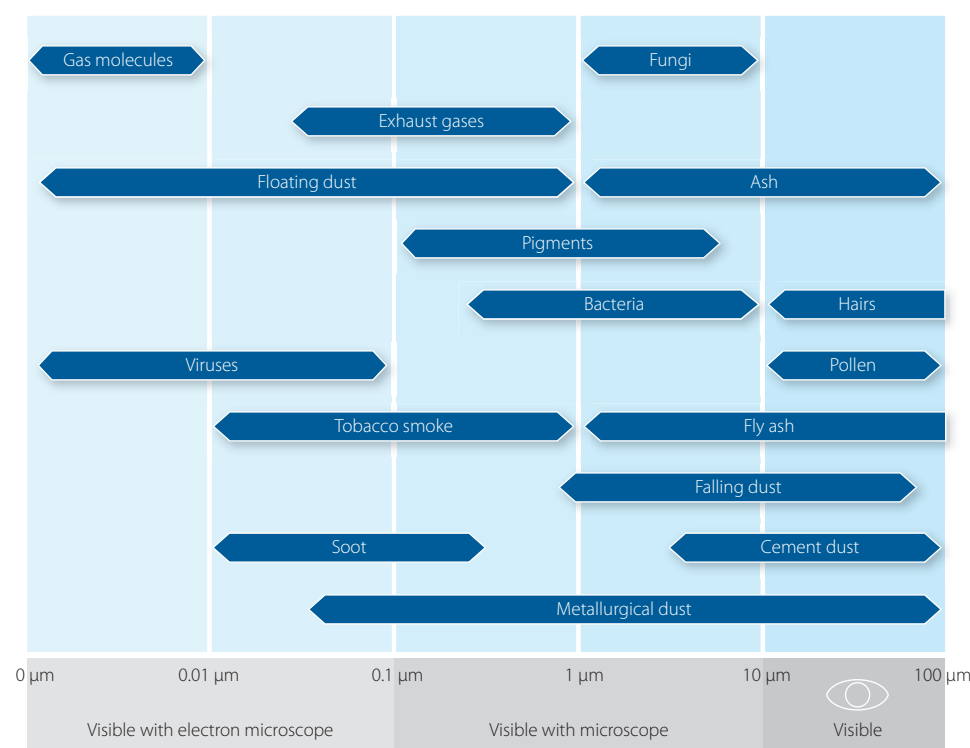 Gas molecules
Fungi
Exhaust gases
Floating dust
Ash
Pigments
Bacteria
Hairs
Viruses
Pollen
Tobacco smoke
Fly ash
Falling dust
Soot
Cement dust
Metallurgical dust
0 µm
0.01 µm
0.1 µm
1 µm
10 µm
100 µm
Visible with electron microscope
Visible with microscope
Visible